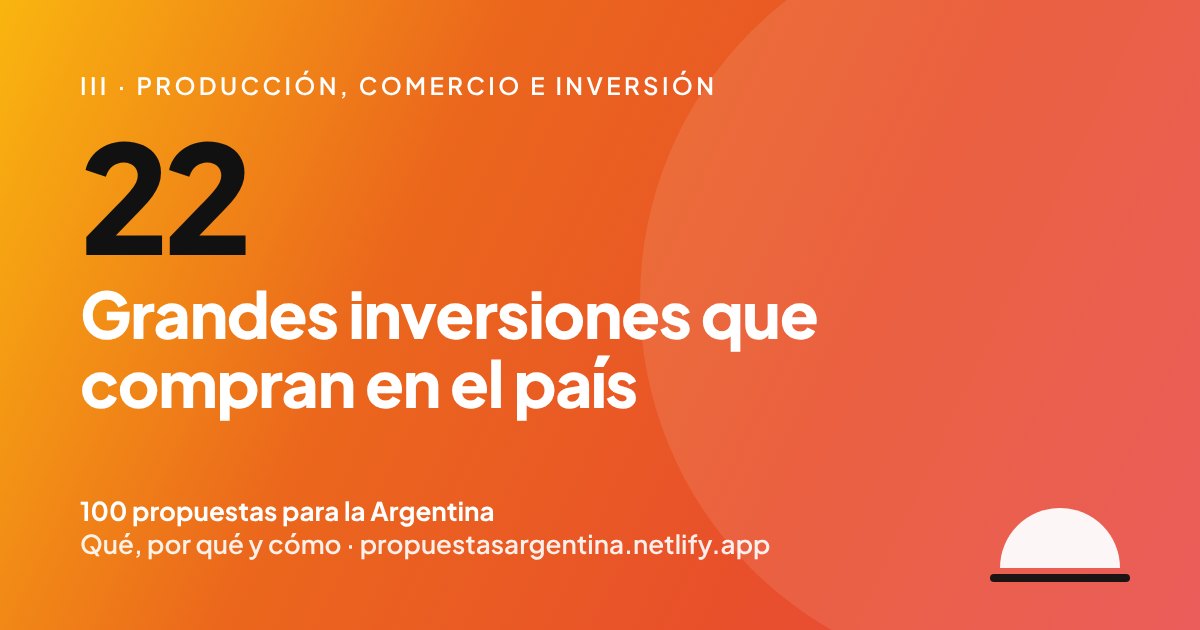 III · PRODUCCIÓN, COMERCIO E INVERSIÓN
22
Grandes inversiones que
compran en el país
100 propuestas para la Argentina
Qué, por qué y cómo · propuestasargentina.netlify.app